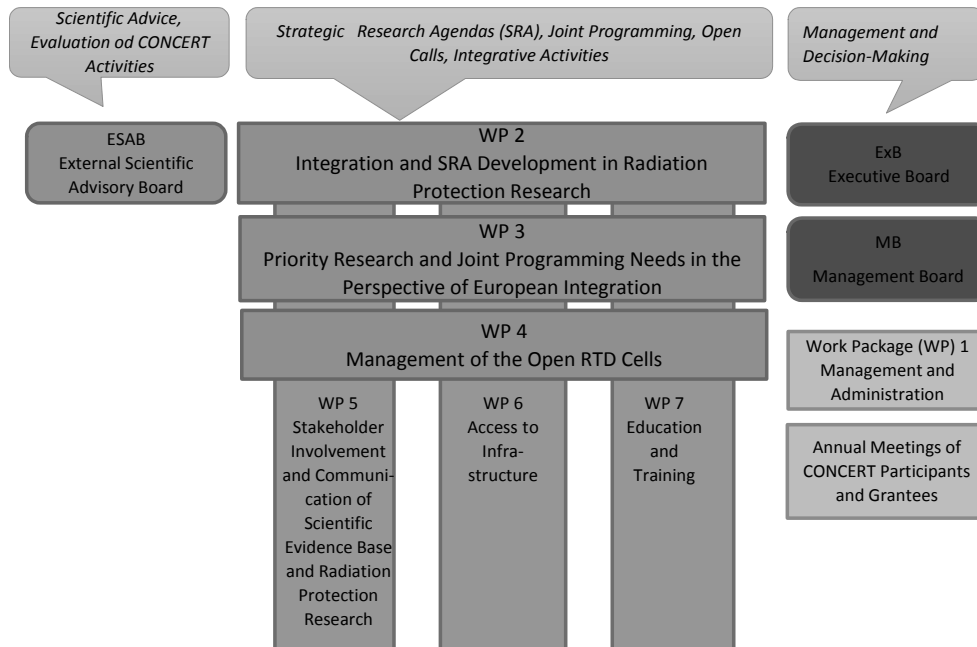 Scientific Advice,
Evaluation od CONCERT
Activities
Strategic Research Agendas (SRA), Joint Programming, Open
Calls, Integrative Activities
Management and
Decision-Making
ESAB
External Scientific
Advisory Board
WP 2
Integration and SRA Development in Radiation
Protection Research
WP 3
Priority Research and Joint Programming Needs in the
Perspective of European Integration
WP 4
Management of the Open RTD Cells
WP 5
Stakeholder
Involvement
and Communi-
cation of
Scientific
Evidence Base
and Radiation
Protection
Research
WP 6
Access to
Infra-
structure
WP 7
Education
and
Training
ExB
Executive Board
MB
Management Board
Work Package (WP) 1
Management and
Administration
Annual Meetings of
CONCERT Participants
and Grantees